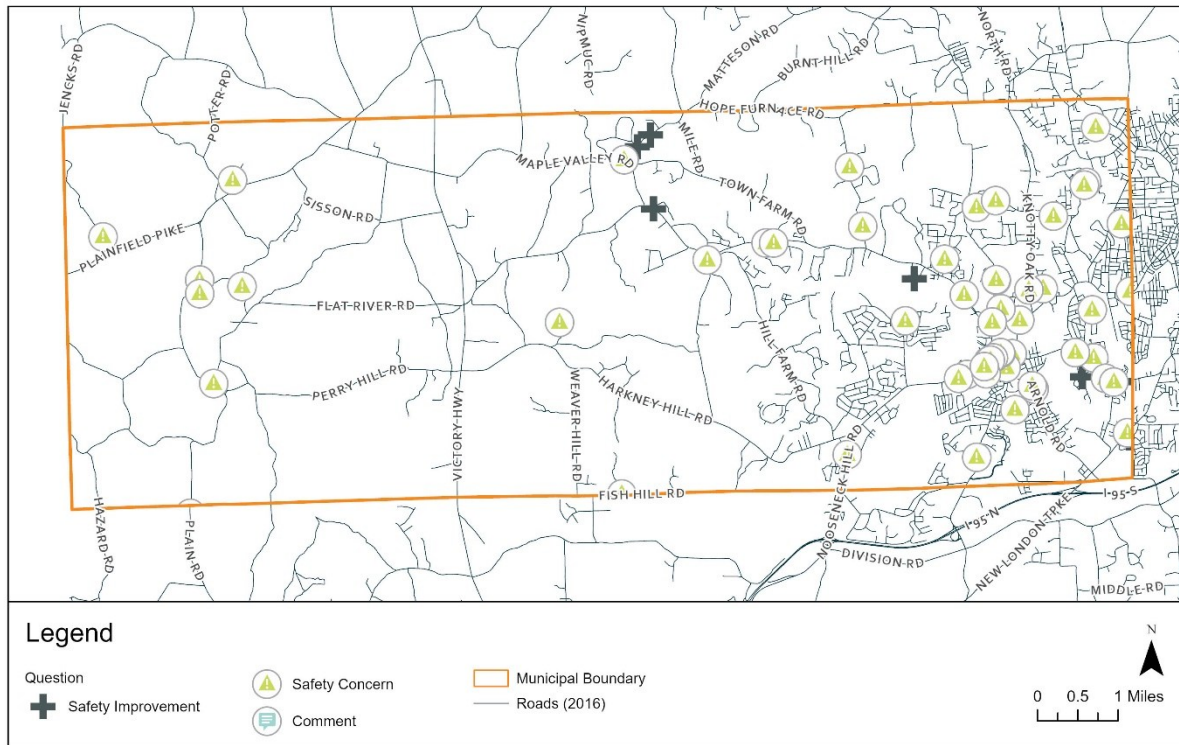 JENCKS RD
POTTER RD
NIPMUC RD
MATTESON RD
BURNT HILL RD
NORTH RD
HOPE FURNACE RD
MAPLE VALLEY RD
MILE RD
TOWN FARM RD
SISSON RD
KNOTTY OAK RD
PLAINFIELD PIKE
FLAT RIVER RD
HILL FARM RD
PERRY HILL RD
HARKNEY HILL RD
ARNOLD RD
VICTORY HWY
WEAVER HILL RD
NOOSENECK HILL RD
FISH HILL RD
HAZARD RD
PLAIN RD
I 95 N
I 95 S
NEW LONDON TPKE
DIVISION RD
MIDDLE RD
Legend
Question
Safety Improvement
Safety Concern
Comment
Municipal Boundary
Roads (2016)
N
0 0.5 1 Miles